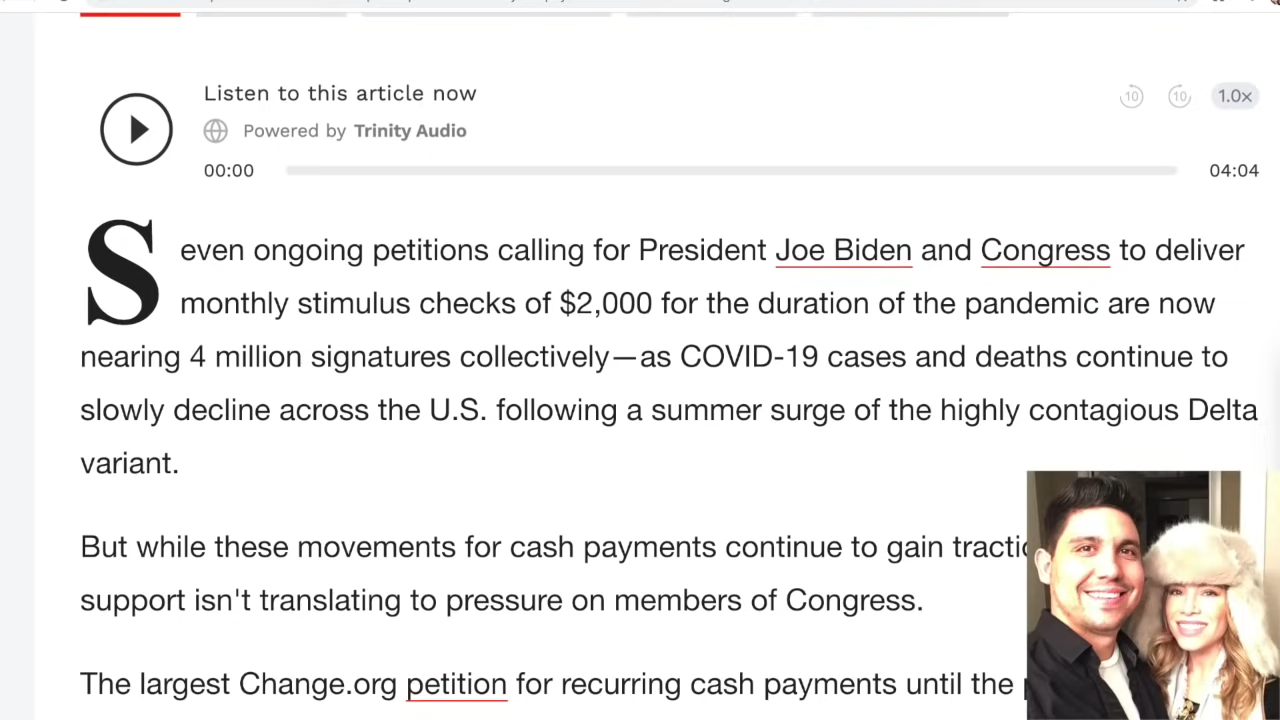 Listen to this article now
10
10
1.0x
Powered by Trinity Audio
00:00
04:04
Seven ongoing petitions calling for President Joe Biden and Congress to deliver
monthly stimulus checks of $2,000 for the duration of the pandemic are now
nearing 4 million signatures collectively—as COVID-19 cases and deaths continue to
slowly decline across the U.S. following a summer surge of the highly contagious Delta
variant.
But while these movements for cash payments continue to gain
support isn't translating to pressure on members of Congress.
The largest Change.org petition for recurring cash payments until the